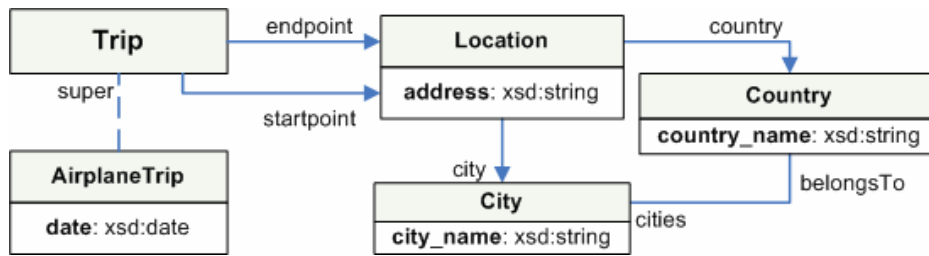 Trip
endpoint
Location
country
super
startpoint
address: xsd:string
Country
country_name: xsd:string
AirplaneTrip
date: xsd:date
city
City
city_name: xsd:string
cities
belongsTo